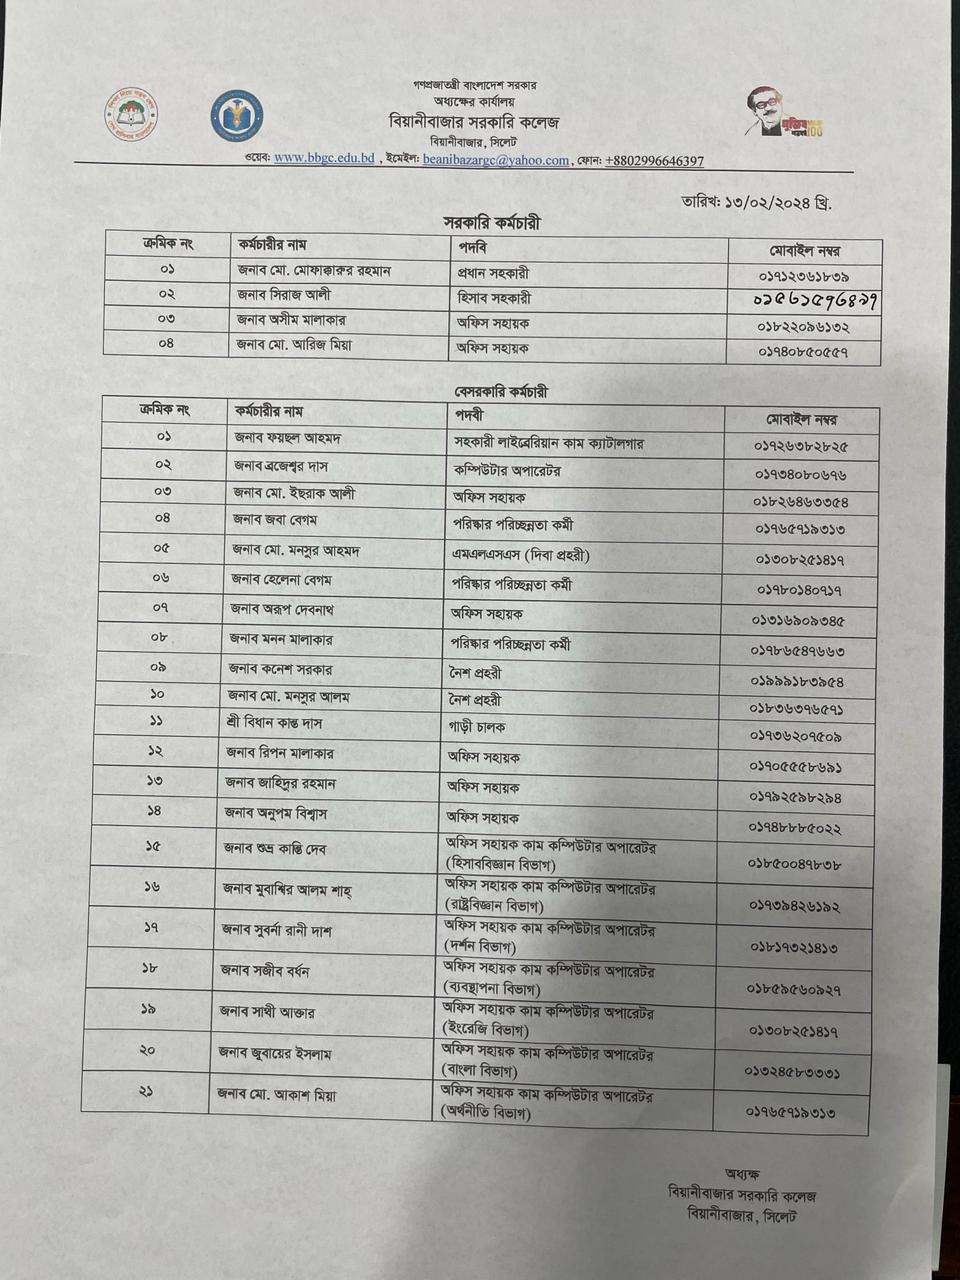 গণপ্রজাতন্ত্রী বাংলাদেশ সরকার
অধ্যক্ষের কার্যালয়
বিয়ানীবাজার সরকারি কলেজ
বিয়ানীবাজার, সিলেট
ওয়েব: www.bbgc.edu.bd , ইমেইল: beanibazargc@yahoo.com , ফোন: +8802996646397
তারিখ: ১৩/০২/২০২৪ খ্রি.
সরকারি কর্মচারী
ক্রমিক নং কর্মচারীর নাম পদবি মোবাইল নম্বর
০১ জনাব মো. মোফাক্কারুর রহমান প্রধান সহকারী ০১৭১২৩৬১৮৩৯
০২ জনাব সিরাজ আলী হিসাব সহকারী
০৩ জনাব অসীম মালাকার অফিস সহায়ক ০১৮২২০৯৬১৩২
০৪ জনাব মো. আরিজ মিয়া অফিস সহায়ক ০১৭৪০৮৫০৫৫৭
বেসরকারি কর্মচারী
ক্রমিক নং কর্মচারীর নাম পদবী মোবাইল নম্বর
০১ জনাব ফয়ছল আহমদ সহকারী লাইব্রেরিয়ান কাম ক্যাটালগার ০১৭২৬৩৮২৮২৫
০২ জনাব ব্রজেশ্বর দাস কম্পিউটার অপারেটর ০১৭৩৪০৮০৬৭৬
০৩ জনাব মো. ইছরাক আলী অফিস সহায়ক ০১৮২৬৪৬৩৩৫৪
০৪ জনাব জবা বেগম পরিষ্কার পরিচ্ছন্নতা কর্মী ০১৭৬৫৭১৯৩১৩
০৫ জনাব মো. মনসুর আহমদ এমএলএসএস (দিবা প্রহরী) ০১৩০৮২৫১৪১৭
০৬ জনাব হেলেনা বেগম পরিষ্কার পরিচ্ছন্নতা কর্মী ০১৭৮০১৪০৭১৭
০৭ জনাব অরূপ দেবনাথ অফিস সহায়ক ০১৩১৬৯০৯৩৪৫
০৮ জনাব মনন মালাকার পরিষ্কার পরিচ্ছন্নতা কর্মী ০১৭৮৬৫৪৭৬৬৩
০৯ জনাব কনেশ সরকার নৈশ প্রহরী ০১৯৯৯১৮৩৯৫৪
১০ জনাব মো. মনসুর আলম নৈশ প্রহরী ০১৮৩৬৩৭৬৫৭১
১১ শ্রী বিধান কান্ত দাস গাড়ী চালক ০১৭৩৬২০৭৫০৯
১২ জনাব রিপন মালাকার অফিস সহায়ক ০১৭০৫৫৫৮৬৯১
১৩ জনাব জাহিদুর রহমান অফিস সহায়ক ০১৭৯২৫৯৮২৯৪
১৪ জনাব অনুপম বিশ্বাস অফিস সহায়ক ০১৭৪৮৮৮৫০২২
১৫ জনাব শুভ্র কান্তি দেব অফিস সহায়ক কাম কম্পিউটার অপারেটর ০১৮৫০০৪৭৮৩৮
(হিসাববিজ্ঞান বিভাগ)
১৬ জনাব মুবাশ্বির আলম শাহ্ অফিস সহায়ক কাম কম্পিউটার অপারেটর ০১৭৩৯৪২৬১৯২
(রাষ্ট্রবিজ্ঞান বিভাগ)
১৭ জনাব সুবর্না রানী দাশ অফিস সহায়ক কাম কম্পিউটার অপারেটর ০১৮১৭৩২১৪১৩
(দর্শন বিভাগ)
১৮ জনাব সজীব বর্ধন অফিস সহায়ক কাম কম্পিউটার অপারেটর ০১৮৫৯৫৬০৯২৭
(ব্যবস্থাপনা বিভাগ)
১৯ জনাব সাথী আক্তার অফিস সহায়ক কাম কম্পিউটার অপারেটর ০১৩০৮২৫১৪১৭
(ইংরেজি বিভাগ)
২০ জনাব জুবায়ের ইসলাম অফিস সহায়ক কাম কম্পিউটার অপারেটর ০১৩২৪৫৮৩৩৩১
(বাংলা বিভাগ)
২১ জনাব মো. আকাশ মিয়া অফিস সহায়ক কাম কম্পিউটার অপারেটর ০১৭৬৫৭১৯৩১৩
(অর্থনীতি বিভাগ)
অধ্যক্ষ
বিয়ানীবাজার সরকারি কলেজ
বিয়ানীবাজার, সিলেট